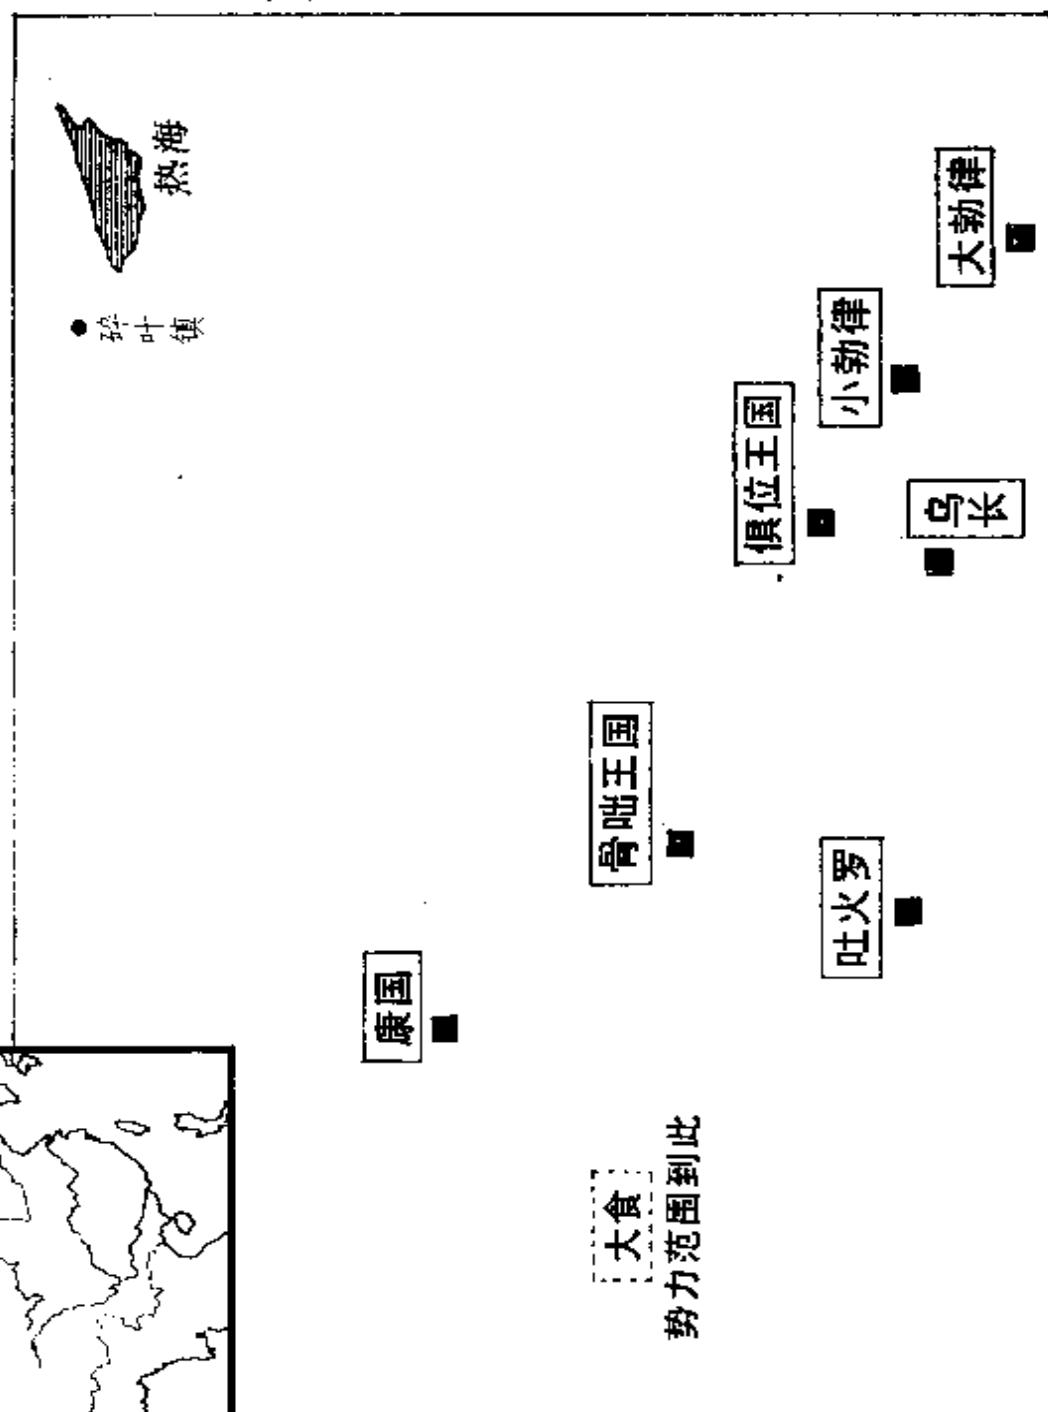 热海
碎叶镇
大勃律
小勃律
俱位王国
乌长
骨咄王国
吐火罗
康国
大食
势力范围到此